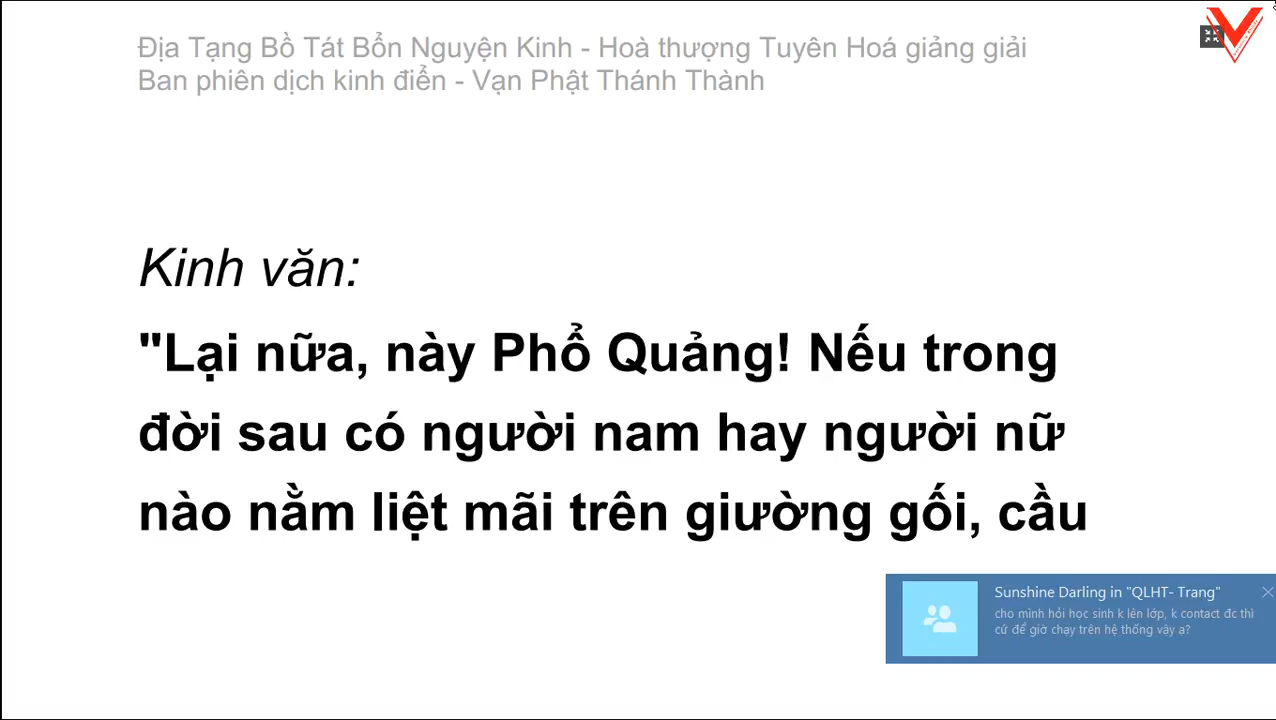 Địa Tạng Bồ Tát Bổn Nguyện Kinh - Hoà thượng Tuyên Hoá giảng giải
Ban phiên dịch kinh điển - Vạn Phật Thánh Thành
Kinh văn:
"Lại nữa, này Phổ Quảng! Nếu trong
đời sau có người nam hay người nữ
nào nằm liệt mãi trên giường gối, cầu
Sunshine Darling in "QLHT- Trang"
cho mình hỏi học sinh k lên lớp, k contact đc thì
cứ để giờ chạy trên hệ thống vậy ạ?